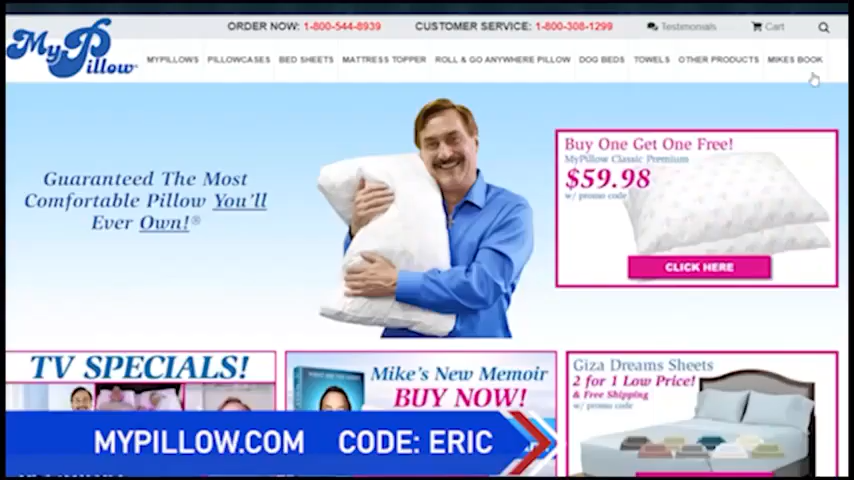 ORDER NOW: 1-800-544-8939 CUSTOMER SERVICE: 1-800-308-1299 Testimonials Cart
MyPillow
MYPILLOWS PILLOWCASES BED SHEETS MATTRESS TOPPER ROLL & GO ANYWHERE PILLOW DOG BEDS TOWELS OTHER PRODUCTS MIKES BOOK
Guaranteed The Most
Comfortable Pillow You'll
Ever Own!®
Buy One Get One Free!
MyPillow Classic Premium
$59.98
w/ promo code
CLICK HERE
TV SPECIALS!
Mike's New Memoir
BUY NOW!
Giza Dreams Sheets
2 for 1 Low Price!
& Free Shipping
w/ promo code
MYPILLOW.COM CODE: ERIC